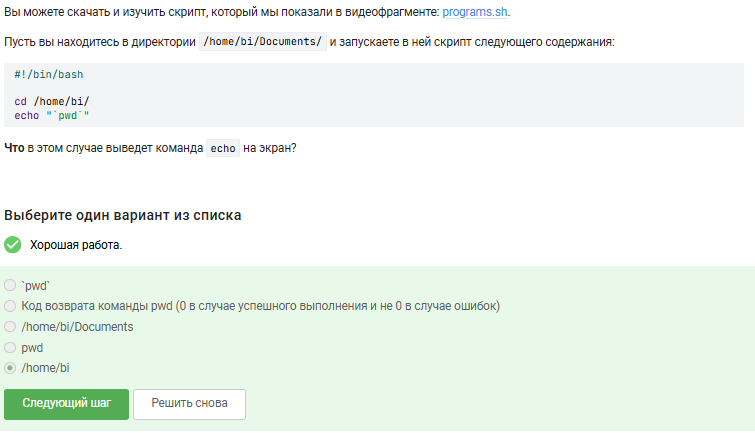 Вы можете скачать и изучить скрипт, который мы показали в видеофрагменте: programs.sh.
Пусть вы находитесь в директории /home/bi/Documents/ и запускаете в ней скрипт следующего содержания:
#!/bin/bash
cd /home/bi/
echo "`pwd`"
Что в этом случае выведет команда echo на экран?
Выберите один вариант из списка
Хорошая работа.
`pwd`
Код возврата команды pwd (0 в случае успешного выполнения и не 0 в случае ошибок)
/home/bi/Documents
pwd
/home/bi
Следующий шаг
Решить снова